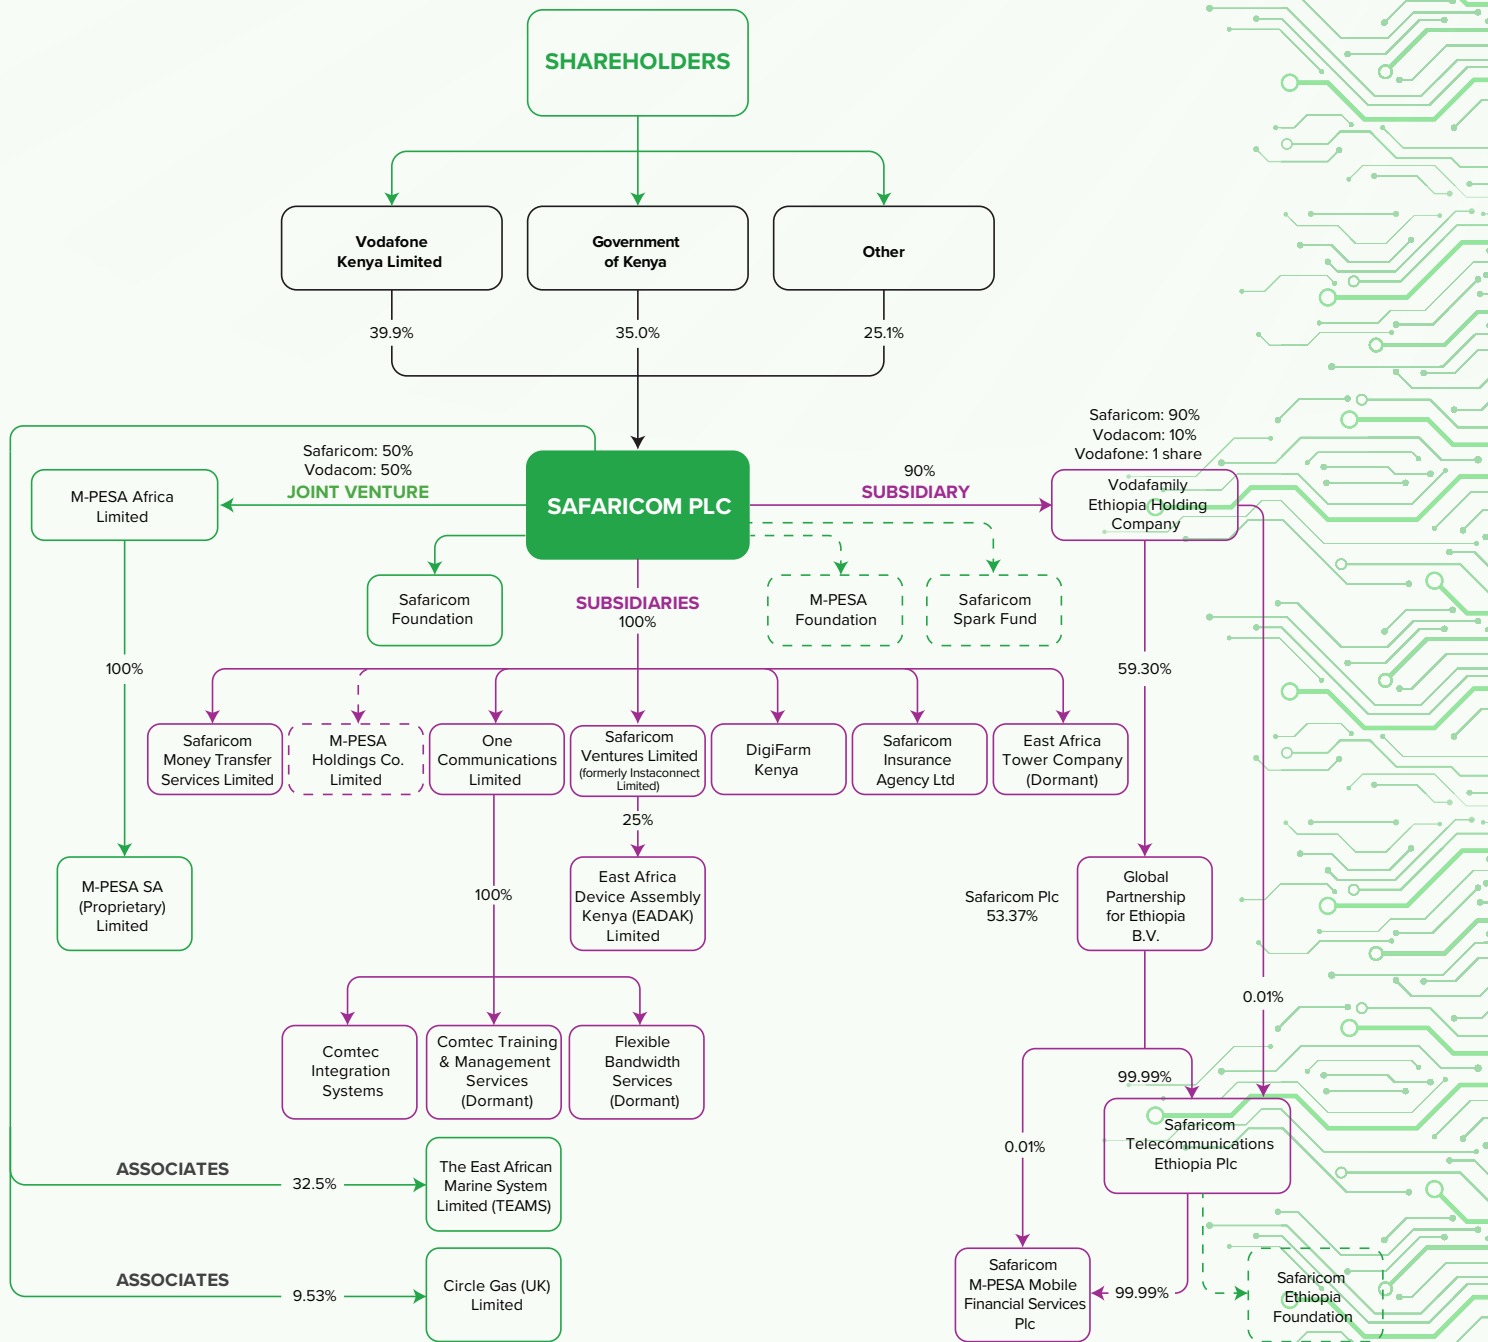 SHAREHOLDERS
Vodafone
Kenya Limited
Government
of Kenya
Other
39.9%
35.0%
25.1%
Safaricom: 50%
Vodacom: 50%
JOINT VENTURE
M-PESA Africa
Limited
SAFARICOM PLC
90%
SUBSIDIARY
Safaricom: 90%
Vodacom: 10%
Vodafone: 1 share
Vodafamily
Ethiopia Holding
Company
Safaricom
Foundation
SUBSIDIARIES
100%
M-PESA
Foundation
Safaricom
Spark Fund
100%
59.30%
Safaricom
Money Transfer
Services Limited
M-PESA
Holdings Co.
Limited
One
Communications
Limited
Safaricom
Ventures Limited
(formerly Instaconnect
Limited)
DigiFarm
Kenya
Safaricom
Insurance
Agency Ltd
East Africa
Tower Company
(Dormant)
25%
M-PESA SA
(Proprietary)
Limited
100%
East Africa
Device Assembly
Kenya (EADAK)
Limited
Safaricom Plc
53.37%
Global
Partnership
for Ethiopia
B.V.
0.01%
Comtec
Integration
Systems
Comtec Training
& Management
Services
(Dormant)
Flexible
Bandwidth
Services
(Dormant)
99.99%
0.01%
Safaricom
Telecommunications
Ethiopia Plc
ASSOCIATES
32.5%
The East African
Marine System
Limited (TEAMS)
ASSOCIATES
9.53%
Circle Gas (UK)
Limited
Safaricom
M-PESA Mobile
Financial Services
Plc
99.99%
Safaricom
Ethiopia
Foundation